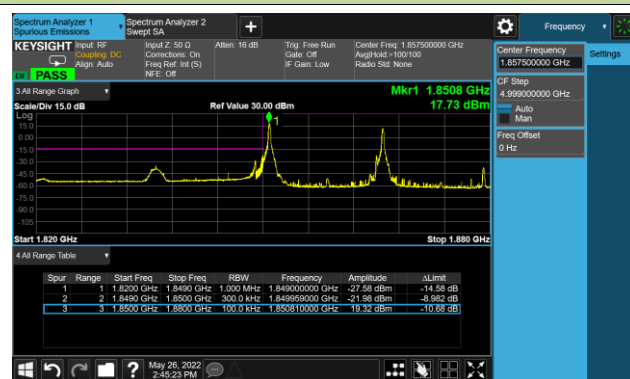 Spectrum Analyzer 1
Spurious Emissions
Spectrum Analyzer 2
Swept SA
Frequency
KEYSIGHT
Input: RF
Coupling: DC
Align: Auto
Input Z: 50 Ω
Corrections: On
Freq Ref: Int (S)
NFE: Off
Atten: 16 dB
Trig: Free Run
Gate: Off
IF Gain: Low
Center Freq: 1.857500000 GHz
Avg|Hold:>100/100
Radio Std: None
PASS
3 All Range Graph
Mkr1 1.8508 GHz
Scale/Div 15.0 dB
Ref Value 30.00 dBm
17.73 dBm
Log
15.0
0.00
-15.0
-30.0
-45.0
-60.0
-75.0
-90.0
-105
1
Start 1.820 GHz
Stop 1.880 GHz
4 All Range Table
Spur Range Start Freq Stop Freq RBW Frequency Amplitude ΔLimit
1 1 1.8200 GHz 1.8490 GHz 1.000 MHz 1.849000000 GHz -27.58 dBm -14.58 dB
2 2 1.8490 GHz 1.8500 GHz 300.0 kHz 1.849959000 GHz -21.98 dBm -8.982 dB
3 3 1.8500 GHz 1.8800 GHz 100.0 kHz 1.850810000 GHz 19.32 dBm -10.68 dB
Center Frequency
1.857500000 GHz
Settings
CF Step
4.999000000 GHz
Auto
Man
Freq Offset
0 Hz
May 26, 2022
2:45:23 PM